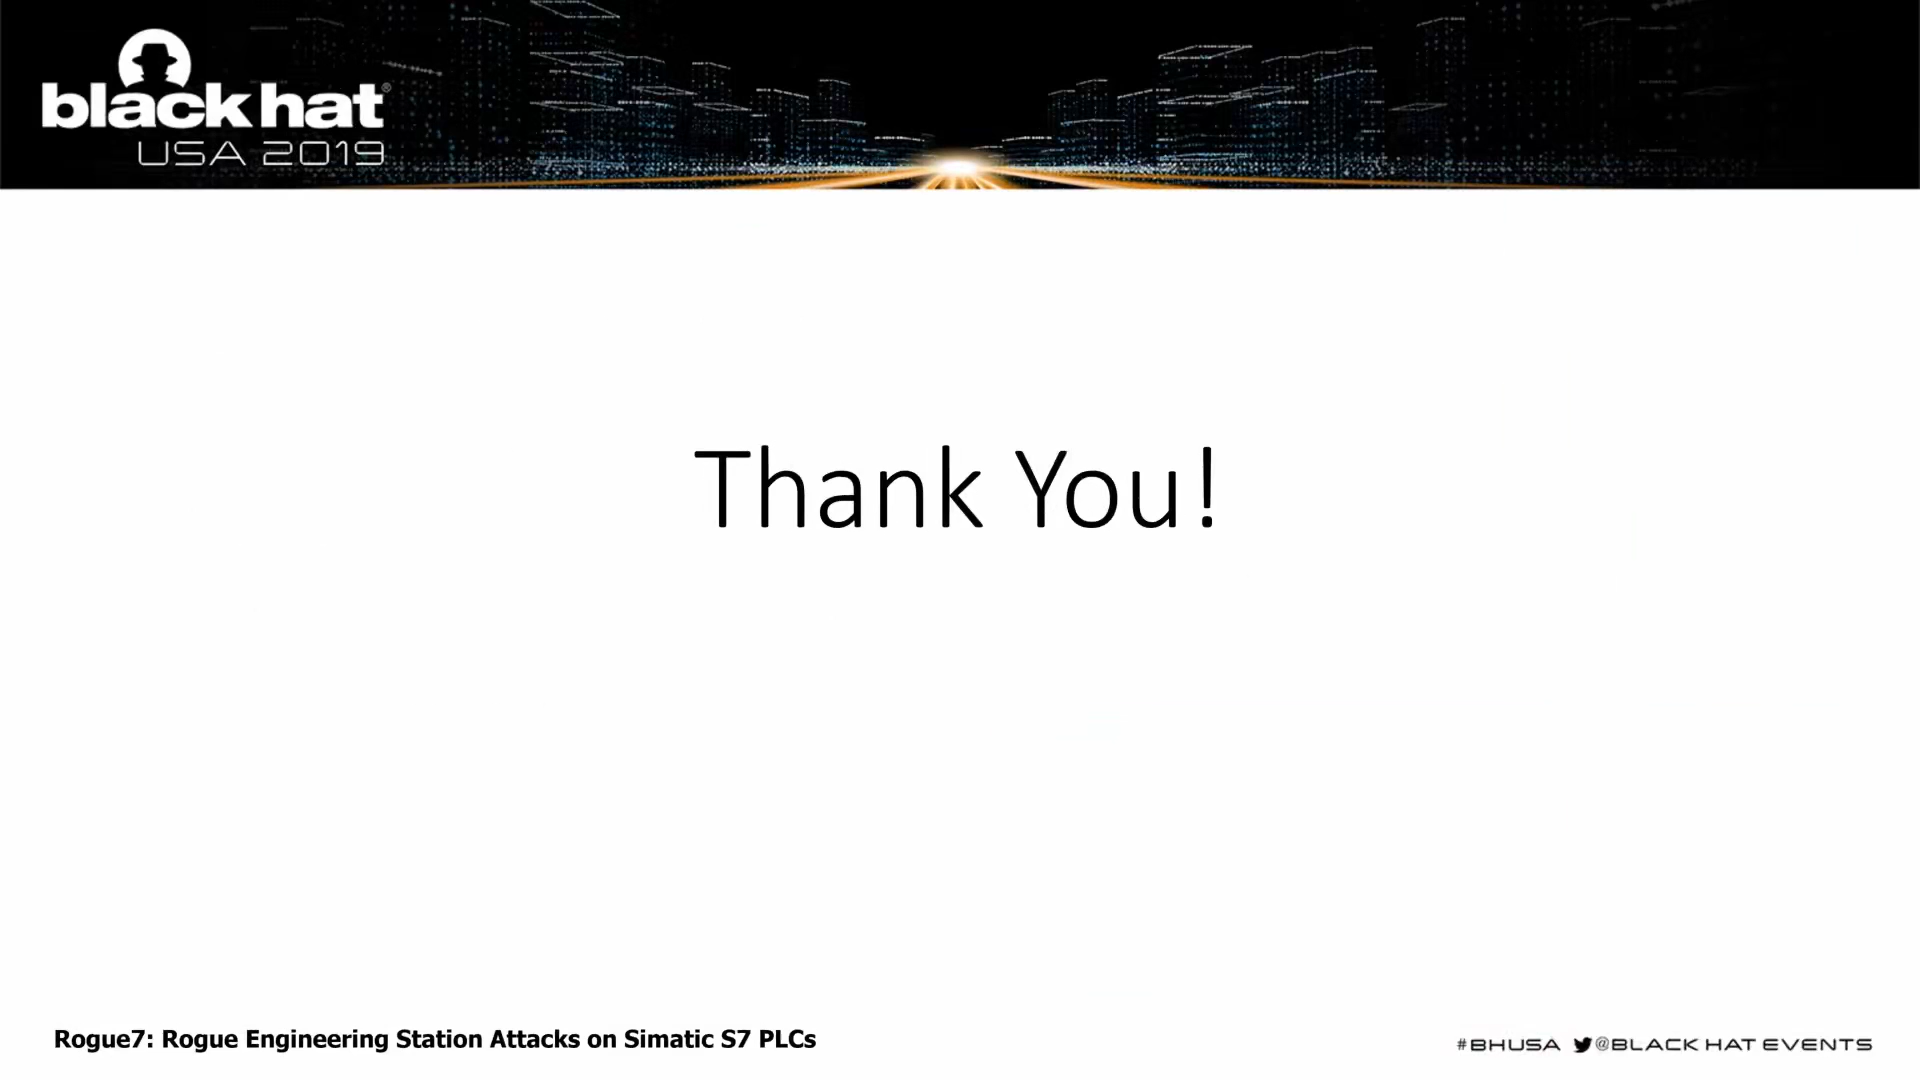 black hat®
USA 2019
Thank You!
Rogue7: Rogue Engineering Station Attacks on Simatic S7 PLCs
#BHUSA @BLACK HAT EVENTS